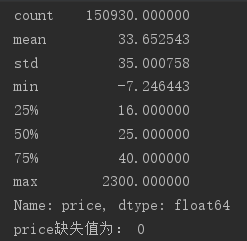 count    150930.000000
mean         33.652543
std          35.000758
min          -7.246443
25%          16.000000
50%          25.000000
75%          40.000000
max        2300.000000
Name: price, dtype: float64
price缺失值为： 0